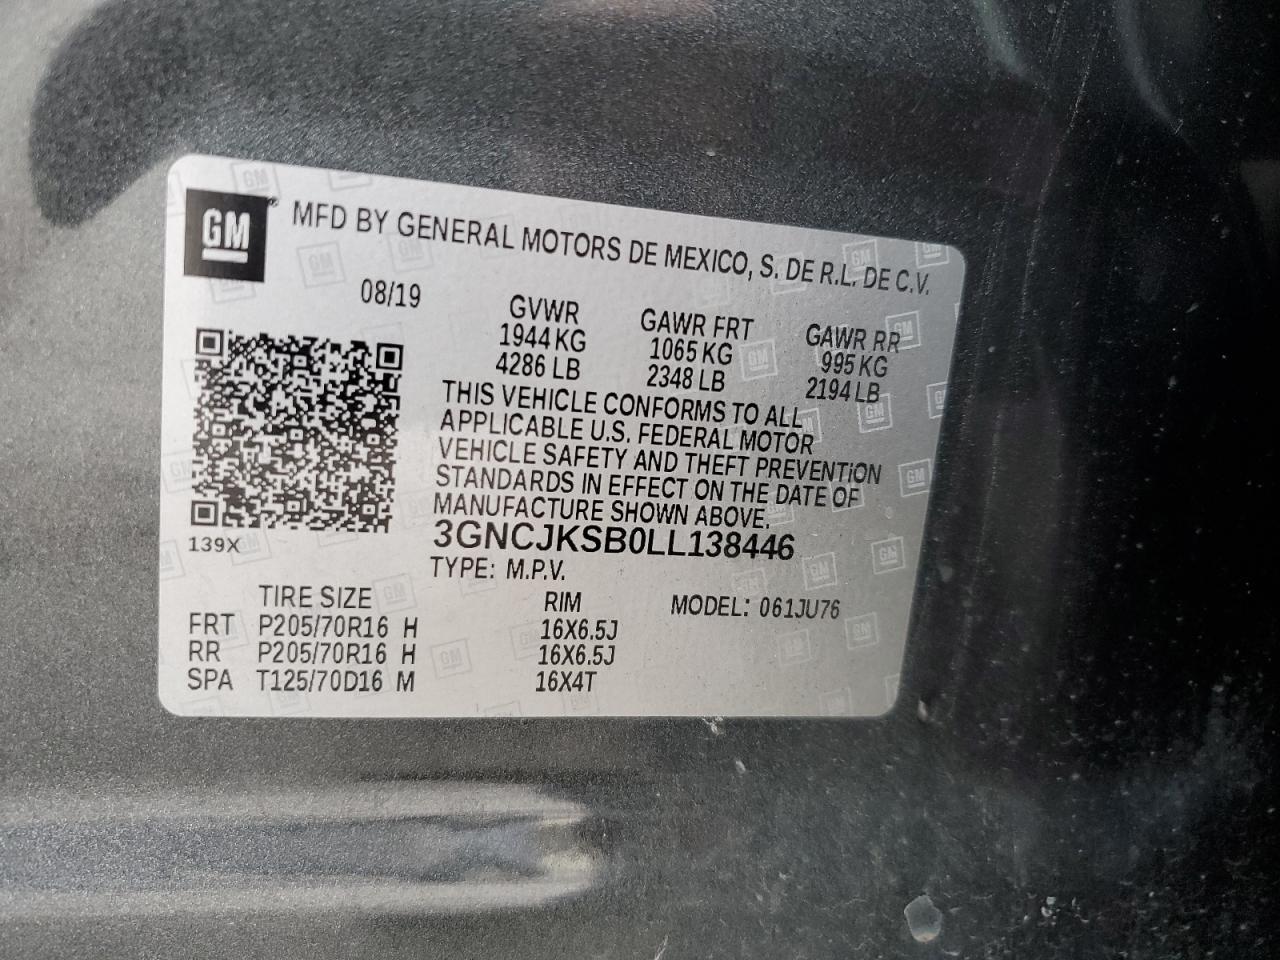 GM
MFD BY GENERAL MOTORS DE MEXICO, S. DE R.L. DE C.V.
08/19
GVWR GAWR FRT GAWR RR
1944 KG 1065 KG 995 KG
4286 LB 2348 LB 2194 LB
THIS VEHICLE CONFORMS TO ALL
APPLICABLE U.S. FEDERAL MOTOR
VEHICLE SAFETY AND THEFT PREVENTION
STANDARDS IN EFFECT ON THE DATE OF
MANUFACTURE SHOWN ABOVE.
139X
3GNCJKSB0LL138446
TYPE: M.P.V.
TIRE SIZE RIM MODEL: 061JU76
FRT P205/70R16 H 16X6.5J
RR P205/70R16 H 16X6.5J
SPA T125/70D16 M 16X4T